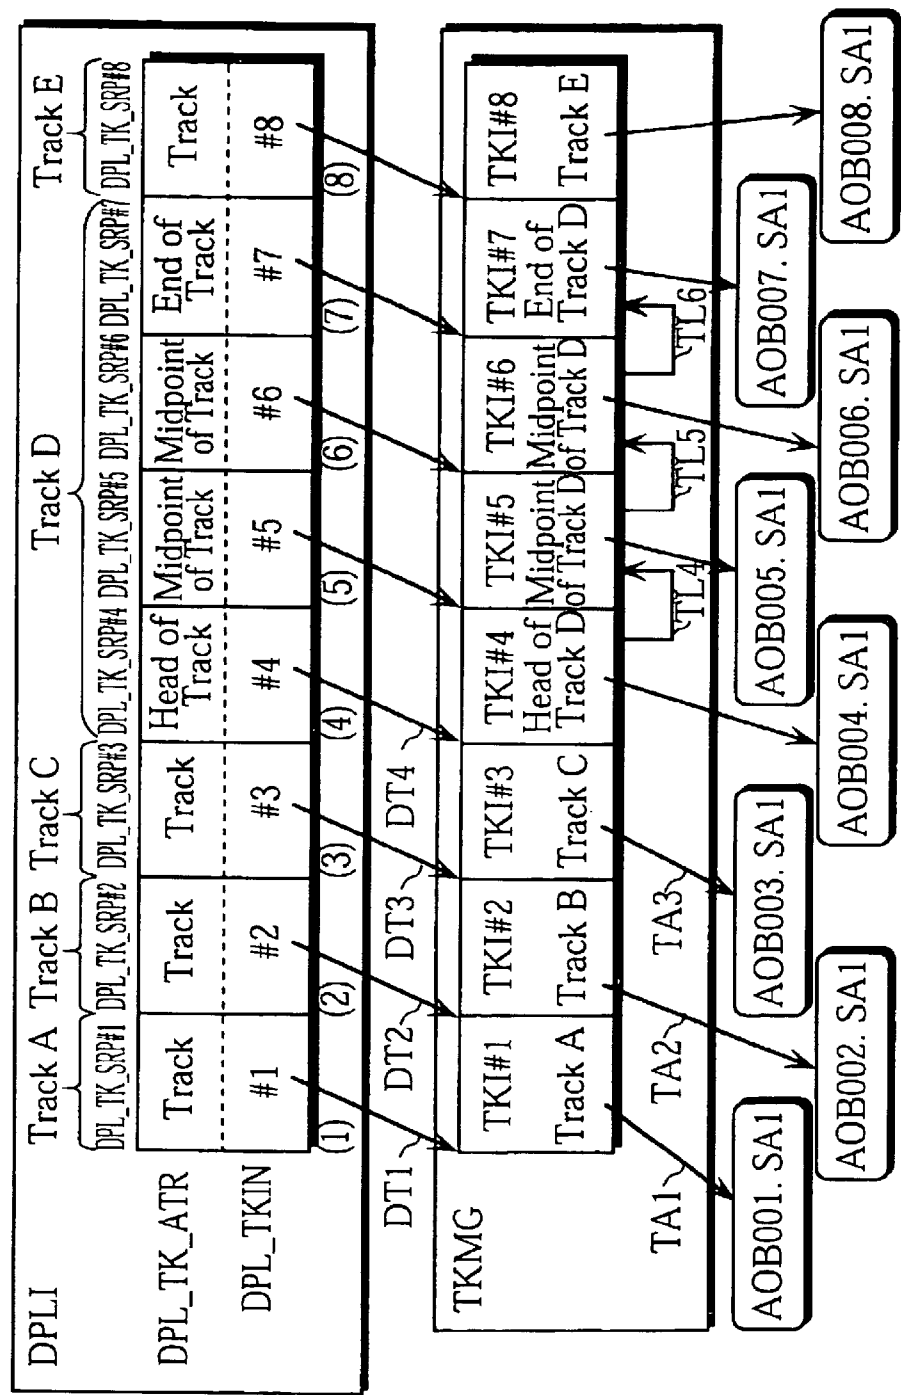 DPLI
Track A Track B Track C Track D Track E
DPL_TK_SRP#1 DPL_TK_SRP#2 DPL_TK_SRP#3 DPL_TK_SRP#4 DPL_TK_SRP#5 DPL_TK_SRP#6 DPL_TK_SRP#7 DPL_TK_SRP#8
DPL_TK_ATR
Track
Track
Track
Head of
Track
Midpoint
of Track
Midpoint
of Track
End of
Track
Track
DPL_TKIN
#1 #2 #3 #4 #5 #6 #7 #8
(1) (2) (3) (4) (5) (6) (7) (8)
DT1 DT2 DT3 DT4
TKMG
TKI#1
Track A
TKI#2
Track B
TKI#3
Track C
TKI#4
Head of
Track D
TKI#5
Midpoint
of Track D
TKI#6
Midpoint
of Track D
TKI#7
End of
Track D
TKI#8
Track E
TL4 TL5 TL6
TA1 TA2 TA3
AOB001. SA1
AOB002. SA1
AOB003. SA1
AOB004. SA1
AOB005. SA1
AOB006. SA1
AOB007. SA1
AOB008. SA1